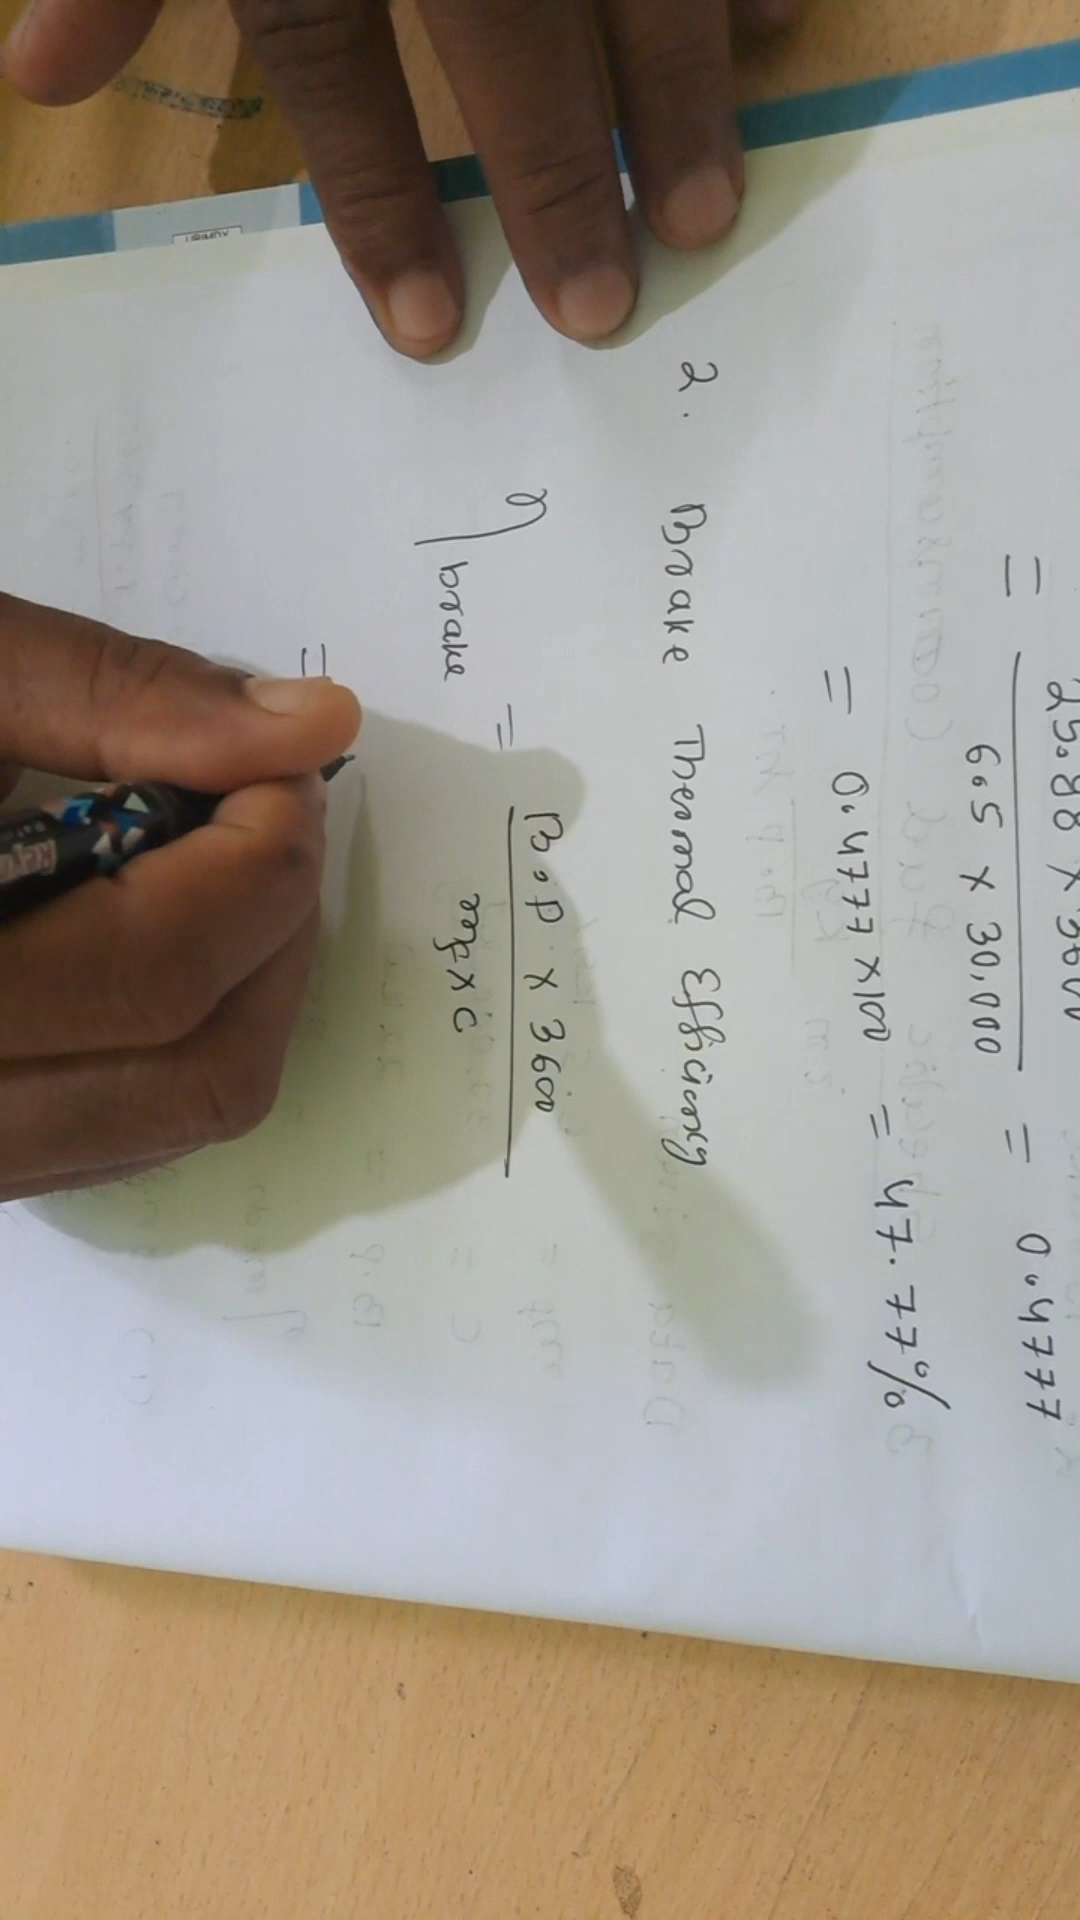 = 25.88 x 3600
6.5 x 30,000
= 0.4777
= 0.4777 x 100 = 47.77%
2. Brake Thermal Efficiency
η brake = B.P. x 3600
mf x C
=